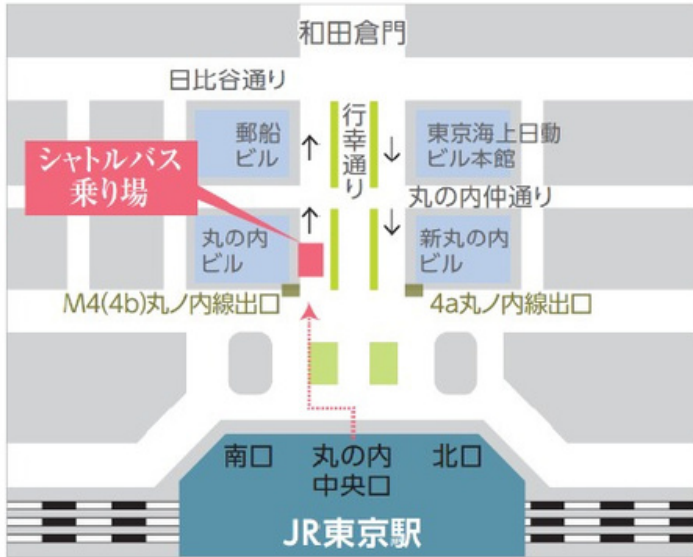 和田倉門
日比谷通り
郵船
ビル
行幸通り
東京海上日動
ビル本館
シャトルバス
乗り場
丸の内仲通り
丸の内
ビル
新丸の内
ビル
M4(4b)丸ノ内線出口
4a丸ノ内線出口
南口
丸の内
中央口
北口
JR東京駅